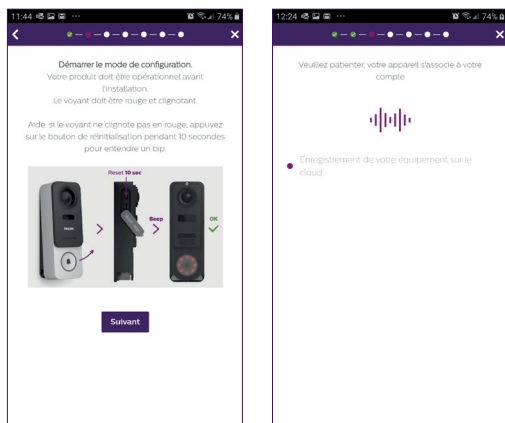 11:44 74%
Démarrer le mode de configuration.
Votre produit doit être opérationnel avant
l'installation.
Le voyant doit être rouge et clignotant.
Aide: si le voyant ne clignote pas en rouge, appuyez
sur le bouton de réinitialisation pendant 10 secondes
pour entendre un bip
Reset 10 sec
Beep
OK
Suivant
12:24 74%
Veuillez patienter, votre appareil s'associe à votre
compte
Enregistrement de votre équipement sur le
cloud